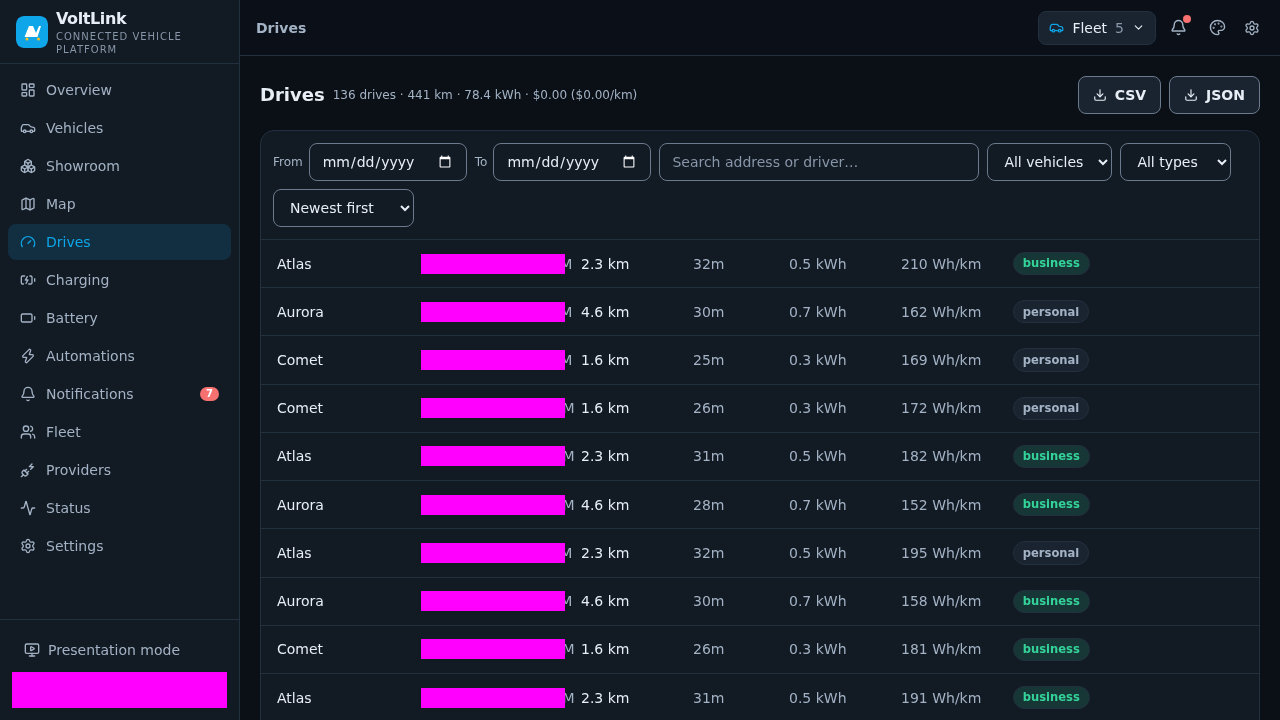 VoltLink
CONNECTED VEHICLE
PLATFORM
Overview
Vehicles
Showroom
Map
Drives
Charging
Battery
Automations
Notifications 7
Fleet
Providers
Status
Settings
Presentation mode
Drives
Fleet 5
Drives 136 drives · 441 km · 78.4 kWh · $0.00 ($0.00/km)
CSV JSON
From mm/dd/yyyy To mm/dd/yyyy Search address or driver… All vehicles All types
Newest first
Atlas M 2.3 km 32m 0.5 kWh 210 Wh/km business
Aurora M 4.6 km 30m 0.7 kWh 162 Wh/km personal
Comet M 1.6 km 25m 0.3 kWh 169 Wh/km personal
Comet M 1.6 km 26m 0.3 kWh 172 Wh/km personal
Atlas M 2.3 km 31m 0.5 kWh 182 Wh/km business
Aurora M 4.6 km 28m 0.7 kWh 152 Wh/km business
Atlas M 2.3 km 32m 0.5 kWh 195 Wh/km personal
Aurora M 4.6 km 30m 0.7 kWh 158 Wh/km business
Comet M 1.6 km 26m 0.3 kWh 181 Wh/km business
Atlas M 2.3 km 31m 0.5 kWh 191 Wh/km business